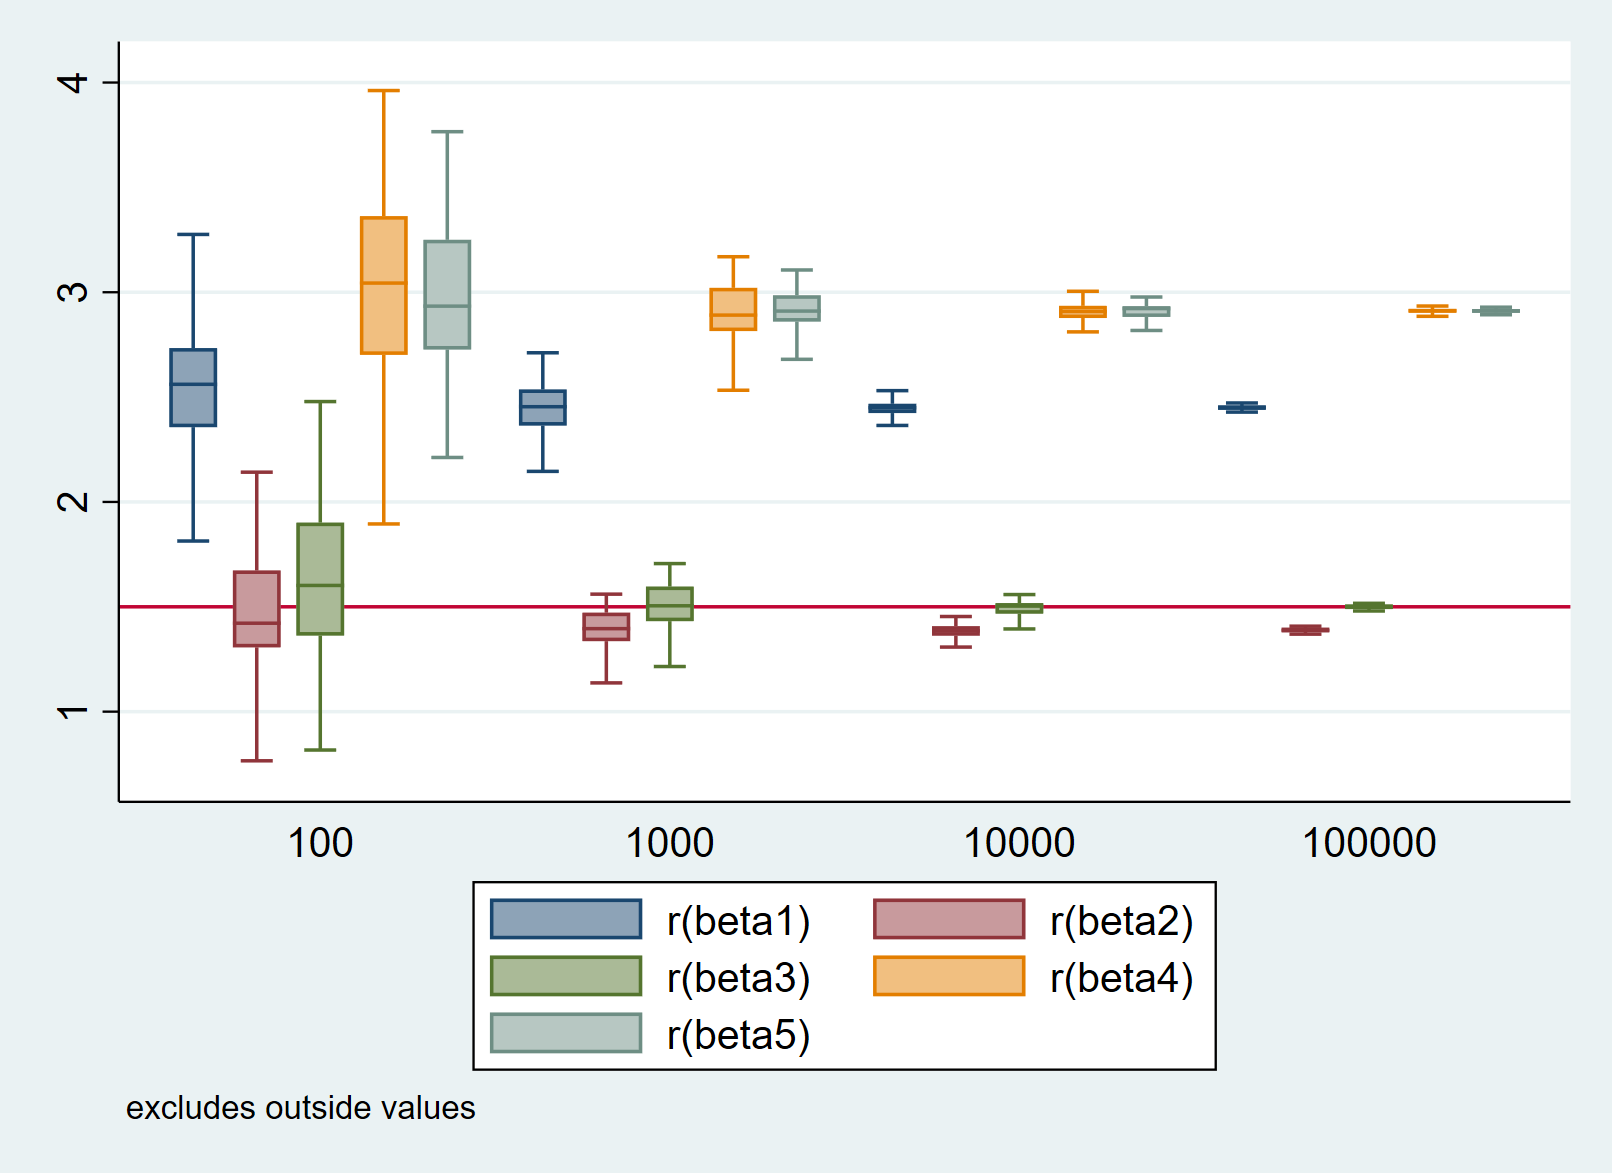 4
3
2
1
100 1000 10000 100000
r(beta1) r(beta2)
r(beta3) r(beta4)
r(beta5)
excludes outside values